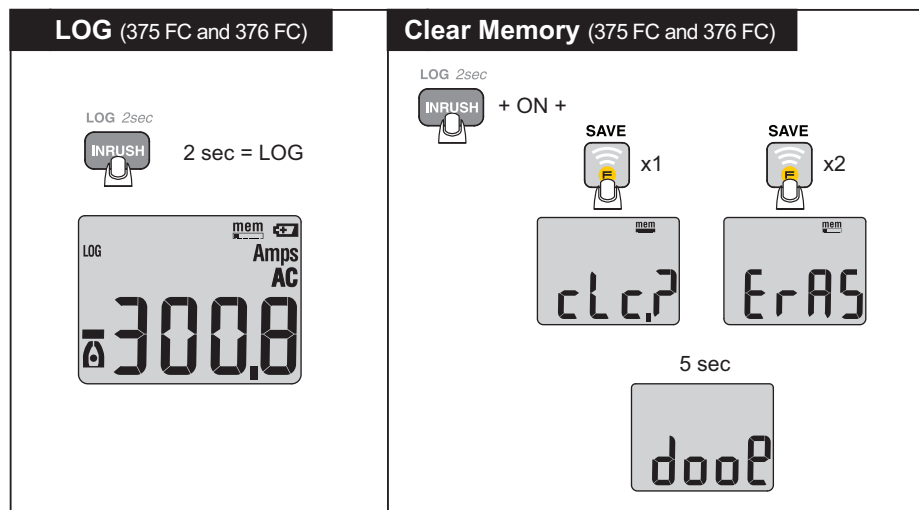 LOG (375 FC and 376 FC)
LOG 2sec
INRUSH
2 sec = LOG
mem
LOG
Amps
AC
300.8
Clear Memory (375 FC and 376 FC)
LOG 2sec
INRUSH
+ ON +
SAVE
x1
mem
cLc.?
SAVE
x2
mem
ErAS
5 sec
dooe